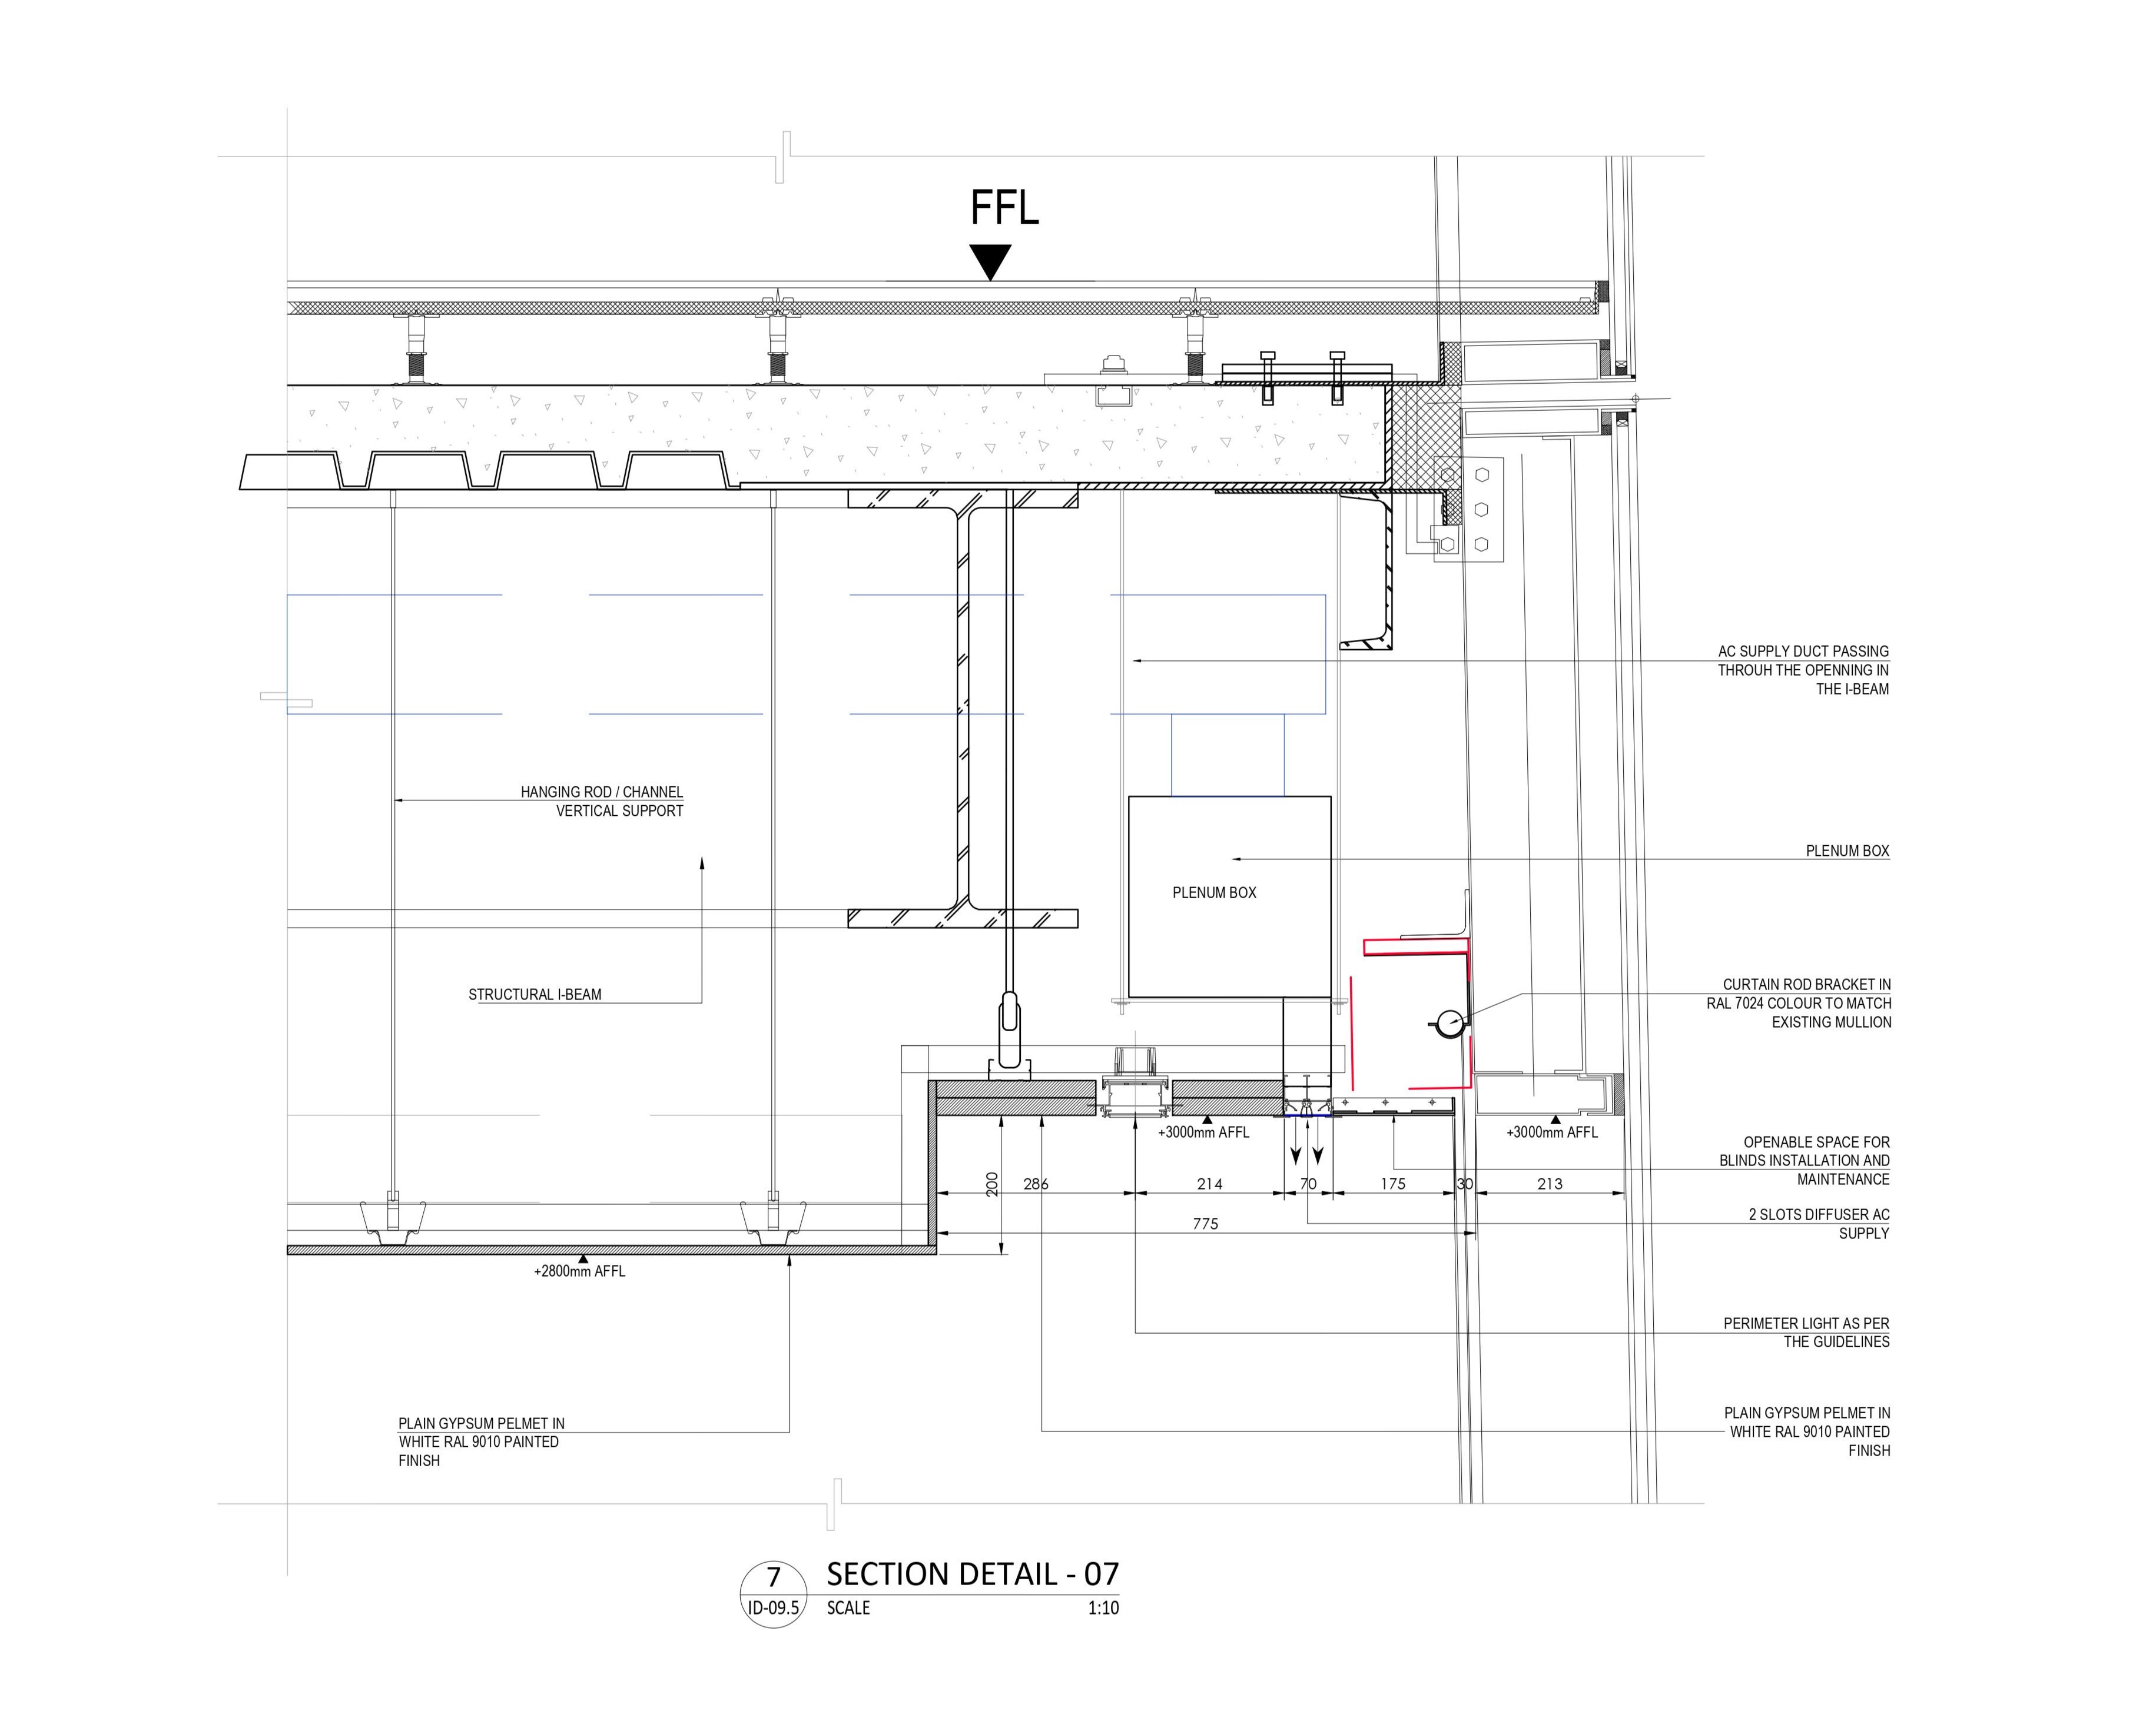 FFL
AC SUPPLY DUCT PASSING
THROUH THE OPENNING IN
THE I-BEAM
HANGING ROD / CHANNEL
VERTICAL SUPPORT
PLENUM BOX
PLENUM BOX
STRUCTURAL I-BEAM
CURTAIN ROD BRACKET IN
RAL 7024 COLOUR TO MATCH
EXISTING MULLION
+3000mm AFFL
+3000mm AFFL
OPENABLE SPACE FOR
BLINDS INSTALLATION AND
MAINTENANCE
200
286
214
70
175
30
213
775
2 SLOTS DIFFUSER AC
SUPPLY
+2800mm AFFL
PERIMETER LIGHT AS PER
THE GUIDELINES
PLAIN GYPSUM PELMET IN
WHITE RAL 9010 PAINTED
FINISH
PLAIN GYPSUM PELMET IN
WHITE RAL 9010 PAINTED
FINISH
7
ID-09.5
SECTION DETAIL - 07
SCALE
1:10